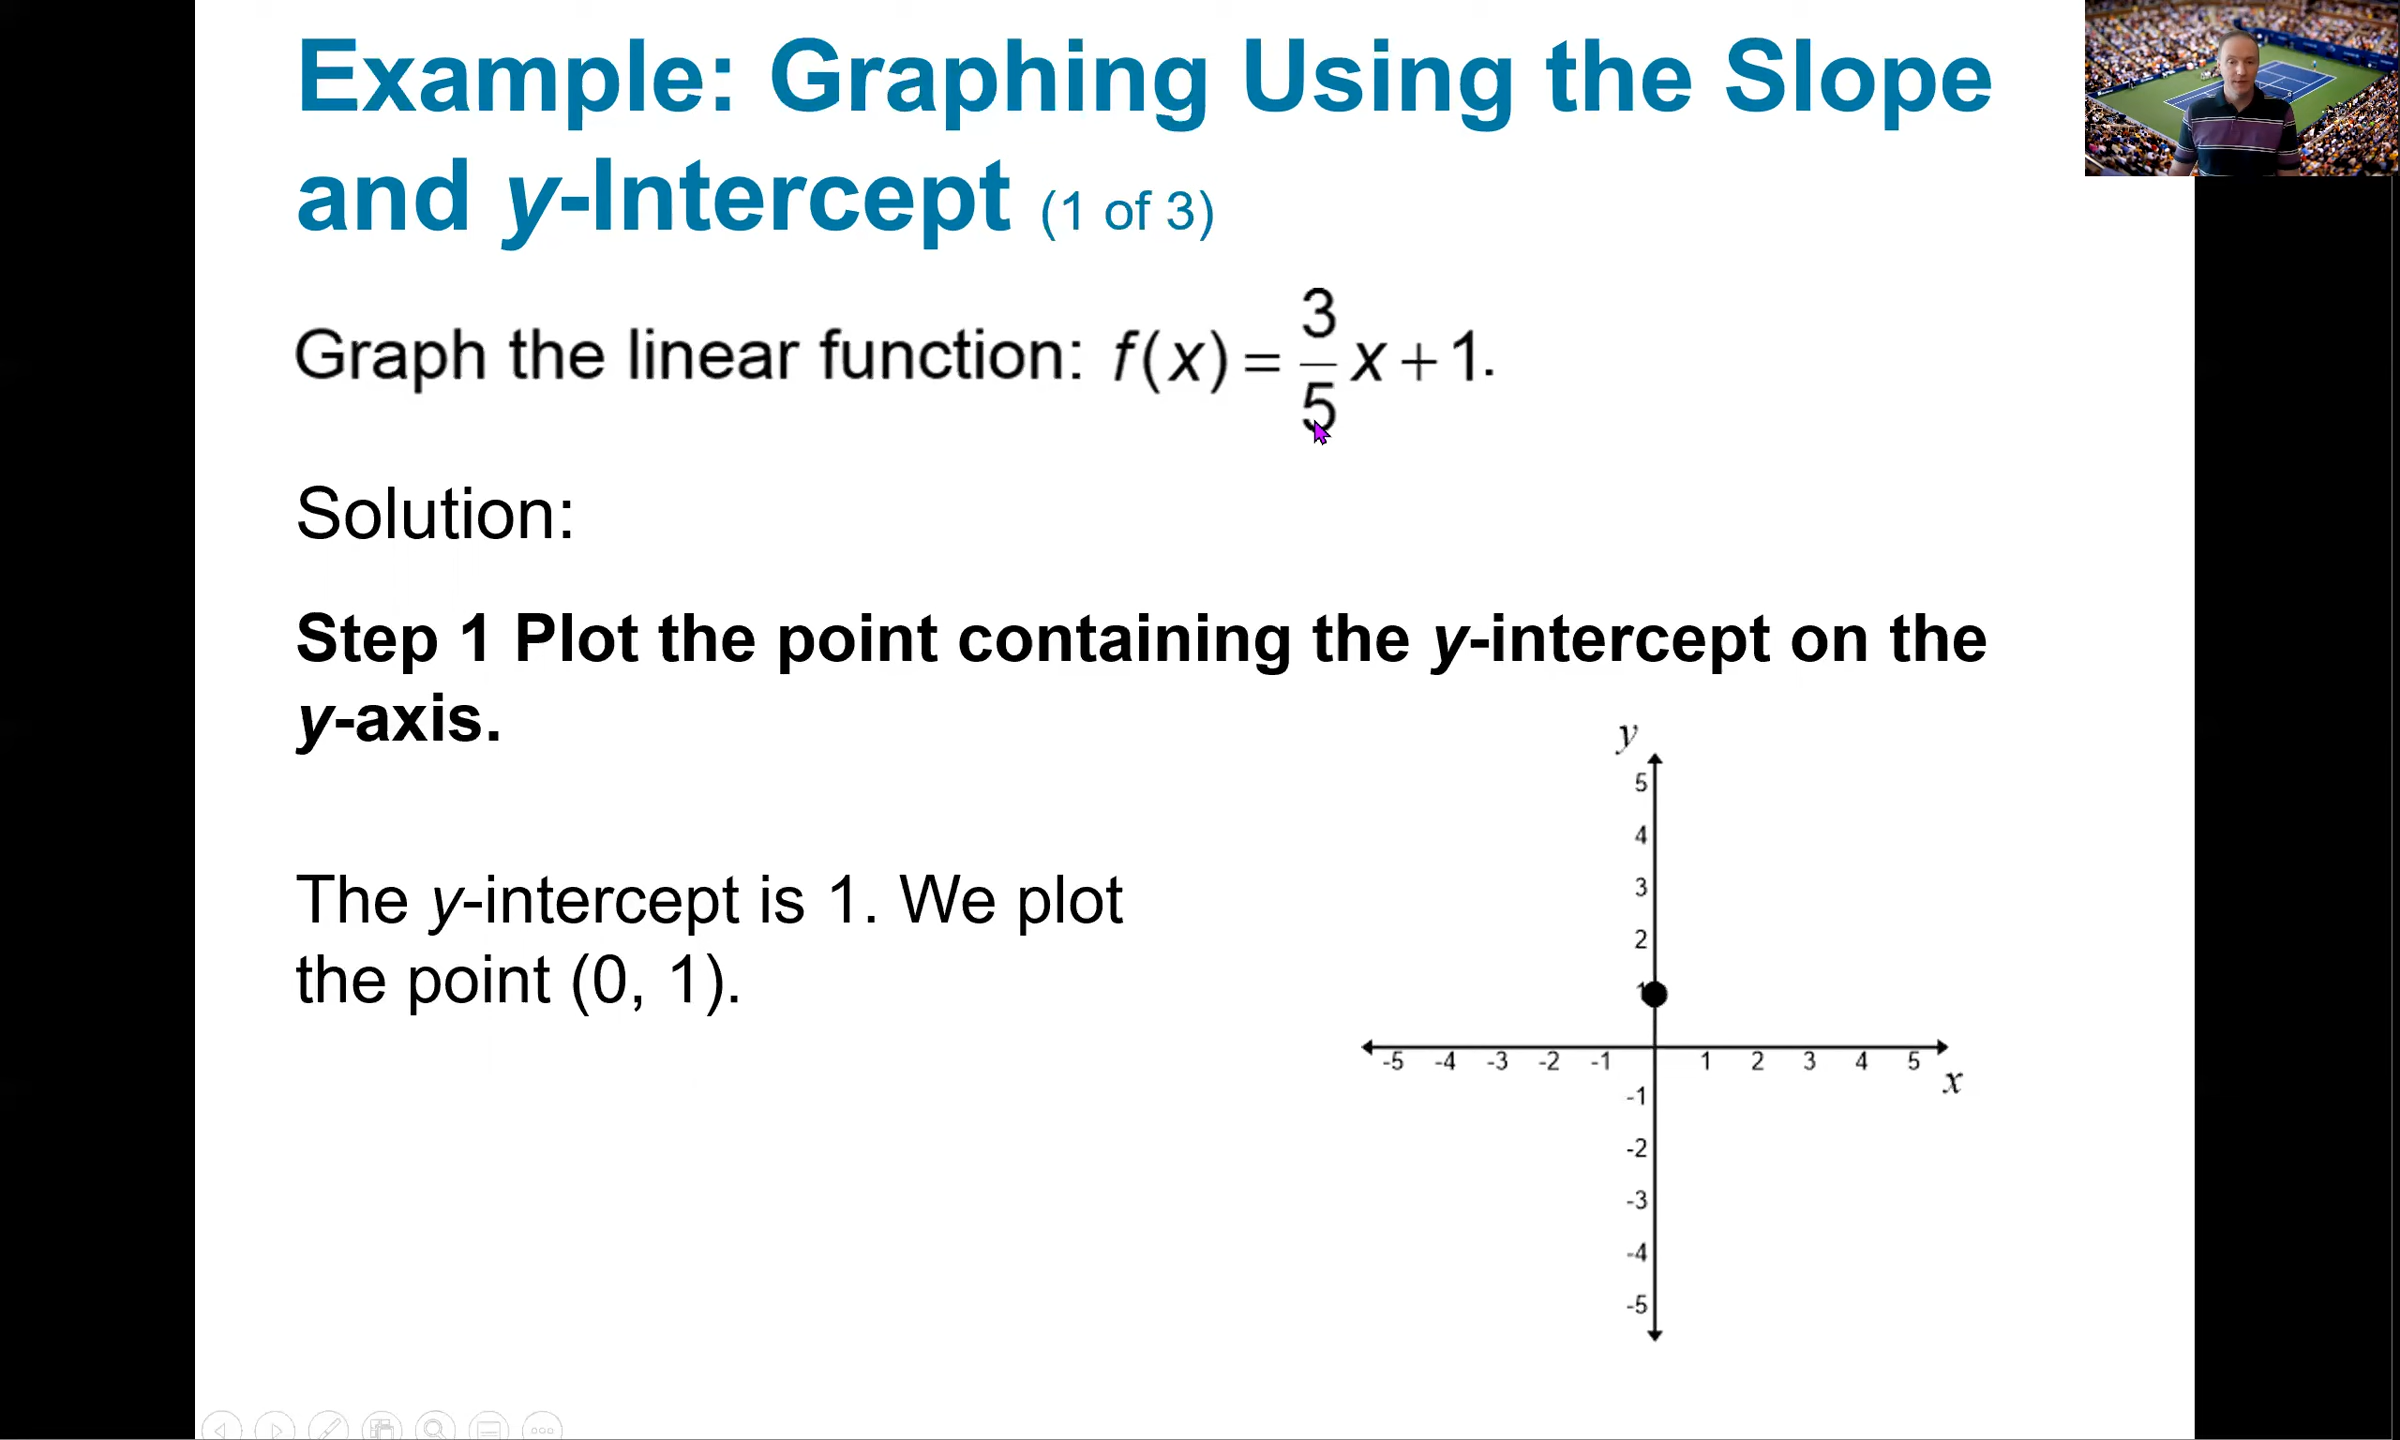 Example: Graphing Using the Slope
and y-Intercept (1 of 3)
Graph the linear function: f(x) = 3/5 x + 1.
Solution:
Step 1 Plot the point containing the y-intercept on the
y-axis.
The y-intercept is 1. We plot
the point (0, 1).
y
5
4
3
2
1
-5 -4 -3 -2 -1 1 2 3 4 5
x
-1
-2
-3
-4
-5